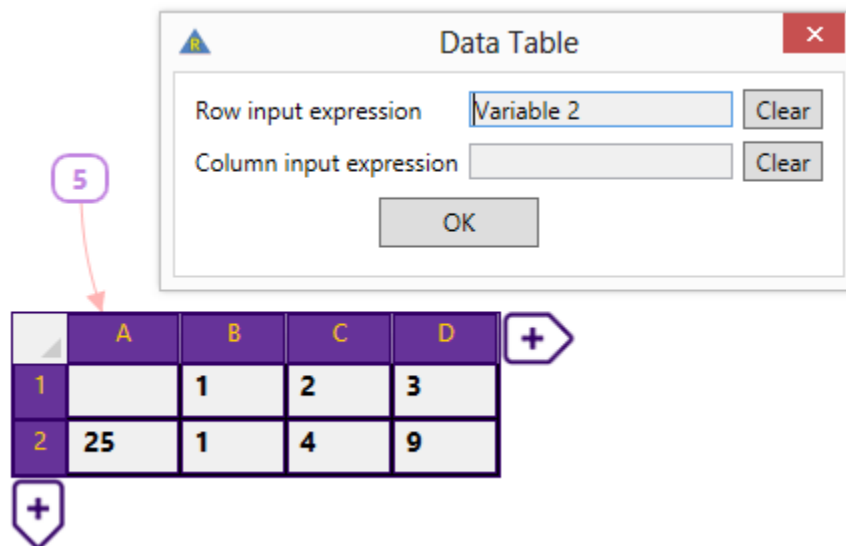 R
Data Table
×
Row input expression Variable 2 Clear
Column input expression Clear
OK
5
A B C D +
1 1 2 3
2 25 1 4 9
+